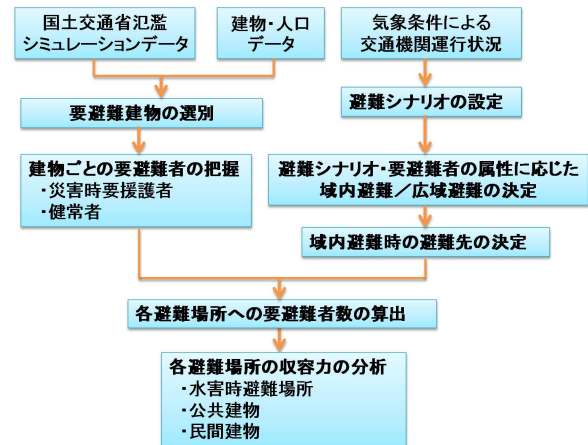 国土交通省氾濫
シミュレーションデータ
建物・人口
データ
気象条件による
交通機関運行状況
要避難建物の選別
避難シナリオの設定
建物ごとの要避難者の把握
・災害時要援護者
・健常者
避難シナリオ・要避難者の属性に応じた
域内避難／広域避難の決定
域内避難時の避難先の決定
各避難場所への要避難者数の算出
各避難場所の収容力の分析
・水害時避難場所
・公共建物
・民間建物